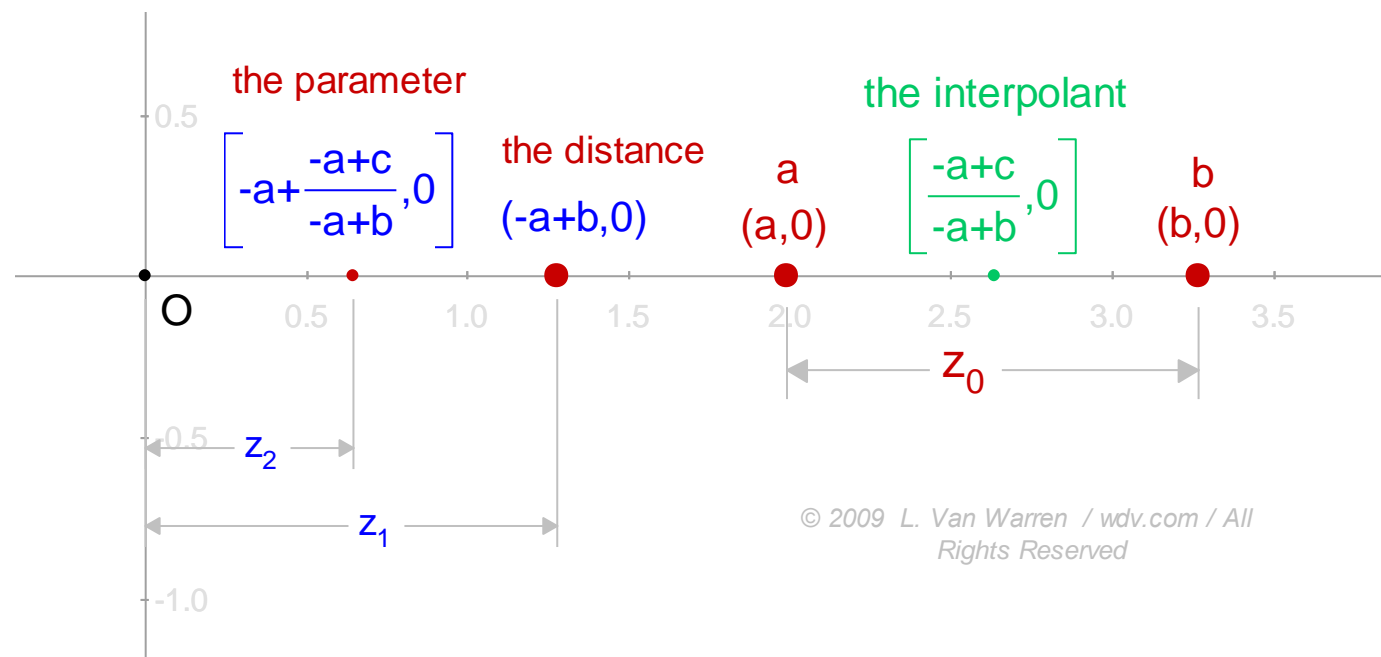 the parameter
the interpolant
0.5
[-a+ -a+c/-a+b ,0]
the distance
(-a+b,0)
a
(a,0)
[-a+c/-a+b ,0]
b
(b,0)
O
0.5
1.0
1.5
2.0
2.5
3.0
3.5
z₀
-0.5
z₂
z₁
© 2009 L. Van Warren / wdv.com / All
Rights Reserved
-1.0